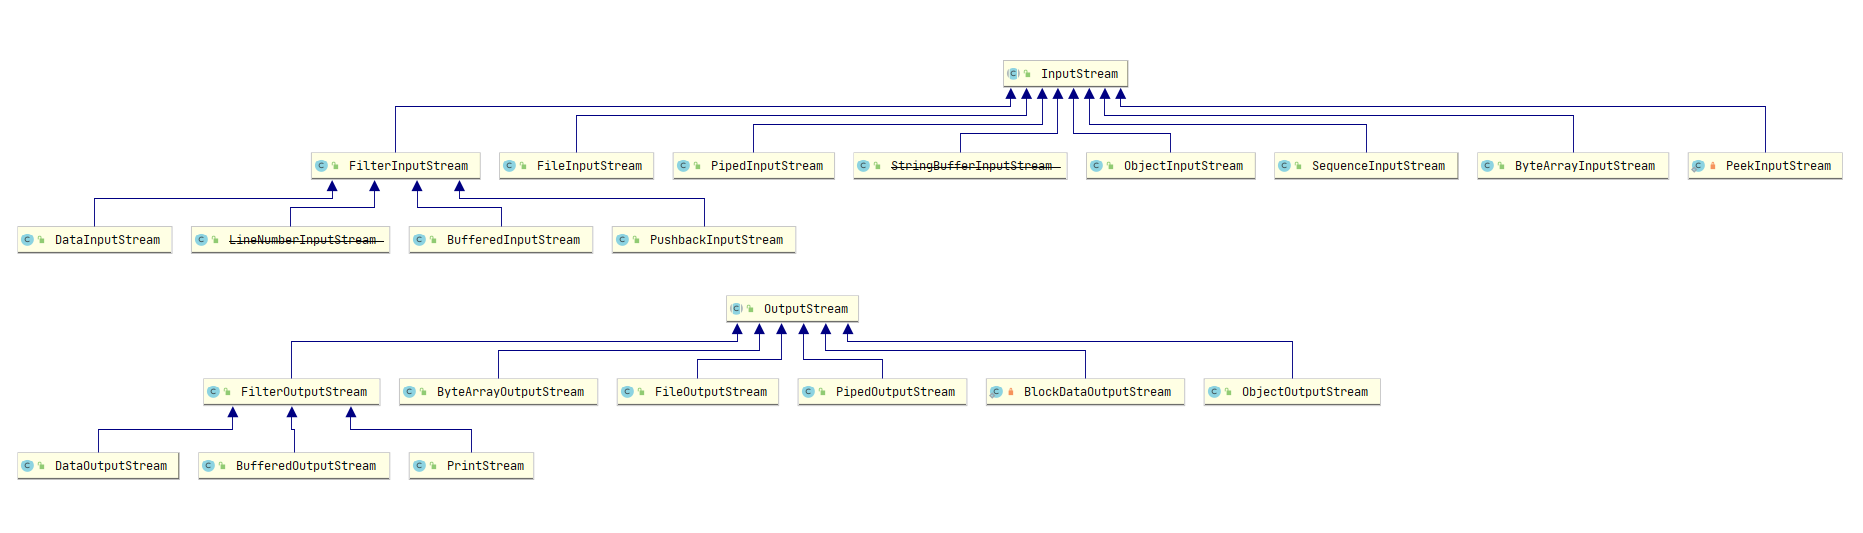 InputStream
FilterInputStream
FileInputStream
PipedInputStream
StringBufferInputStream
ObjectInputStream
SequenceInputStream
ByteArrayInputStream
PeekInputStream
DataInputStream
LineNumberInputStream
BufferedInputStream
PushbackInputStream
OutputStream
FilterOutputStream
ByteArrayOutputStream
FileOutputStream
PipedOutputStream
BlockDataOutputStream
ObjectOutputStream
DataOutputStream
BufferedOutputStream
PrintStream